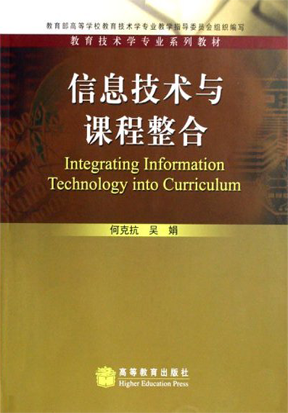 教育部高等学校教育技术学专业教学指导委员会组织编写
教育技术学专业系列教材
信息技术与
课程整合
Integrating Information
Technology into Curriculum
何克抗 吴 娟
高等教育出版社
Higher Education Press